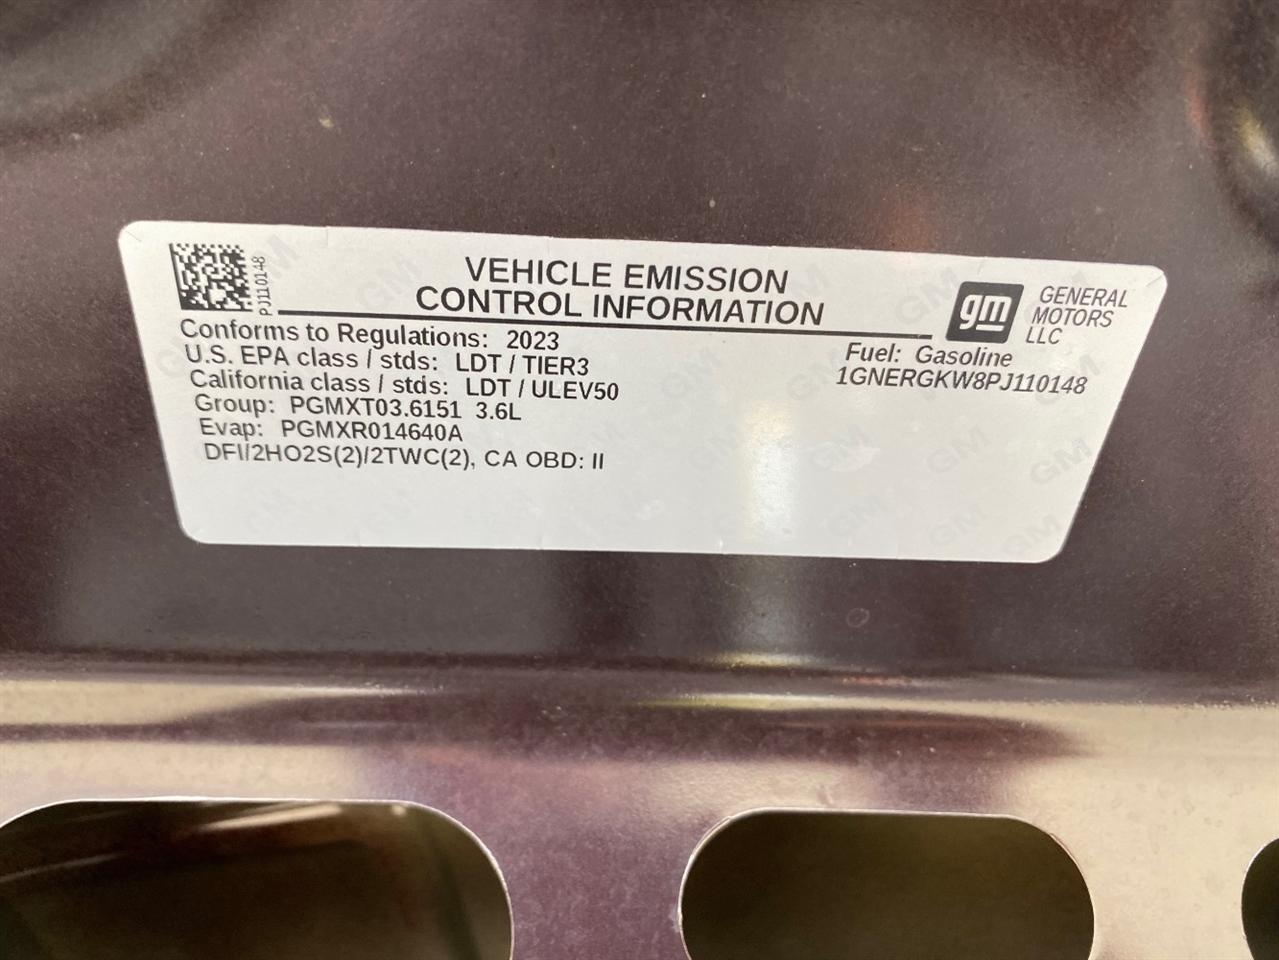 PJ110148
VEHICLE EMISSION
CONTROL INFORMATION
gm
GENERAL
MOTORS
LLC
Conforms to Regulations: 2023
U.S. EPA class / stds: LDT / TIER3
California class / stds: LDT / ULEV50
Group: PGMXT03.6151 3.6L
Evap: PGMXR014640A
DFI/2HO2S(2)/2TWC(2), CA OBD: II
Fuel: Gasoline
1GNERGKW8PJ110148